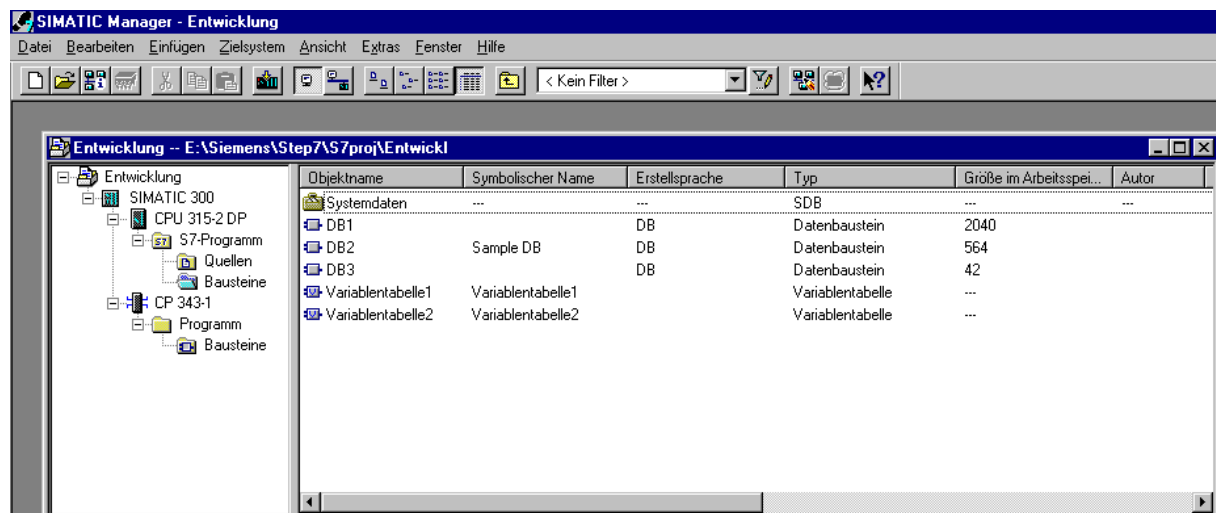 SIMATIC Manager - Entwicklung
Datei Bearbeiten Einfügen Zielsystem Ansicht Extras Fenster Hilfe
< Kein Filter >
Entwicklung -- E:\Siemens\Step7\S7proj\Entwickl
Entwicklung
SIMATIC 300
CPU 315-2 DP
S7-Programm
Quellen
Bausteine
CP 343-1
Programm
Bausteine
Objektname Symbolischer Name Erstellsprache Typ Größe im Arbeitsspei... Autor
Systemdaten --- --- SDB --- ---
DB1 DB Datenbaustein 2040
DB2 Sample DB DB Datenbaustein 564
DB3 DB Datenbaustein 42
Variablentabelle1 Variablentabelle1 Variablentabelle ---
Variablentabelle2 Variablentabelle2 Variablentabelle ---